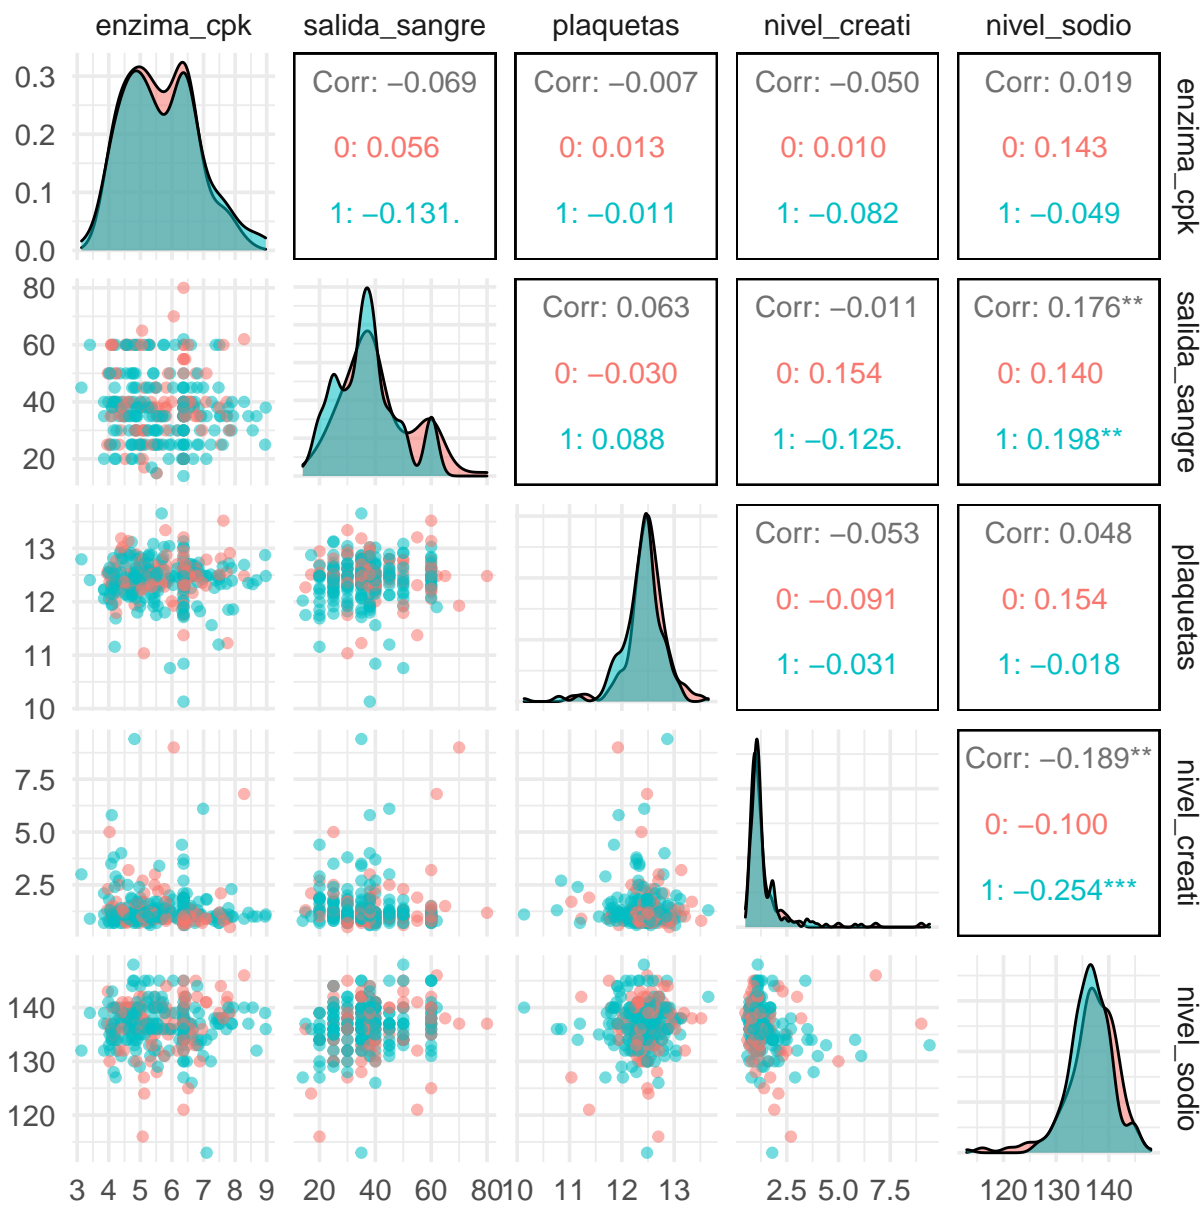 enzima_cpk salida_sangre plaquetas nivel_creati nivel_sodio
0.3
0.2
0.1
0.0
Corr: −0.069
0: 0.056
1: −0.131.
Corr: −0.007
0: 0.013
1: −0.011
Corr: −0.050
0: 0.010
1: −0.082
Corr: 0.019
0: 0.143
1: −0.049
enzima_cpk
80
60
40
20
Corr: 0.063
0: −0.030
1: 0.088
Corr: −0.011
0: 0.154
1: −0.125.
Corr: 0.176**
0: 0.140
1: 0.198**
salida_sangre
13
12
11
10
Corr: −0.053
0: −0.091
1: −0.031
Corr: 0.048
0: 0.154
1: −0.018
plaquetas
7.5
5.0
2.5
Corr: −0.189**
0: −0.100
1: −0.254***
nivel_creati
140
130
120
nivel_sodio
3 4 5 6 7 8 9 20 40 60 80 10 11 12 13 2.5 5.0 7.5 120 130 140